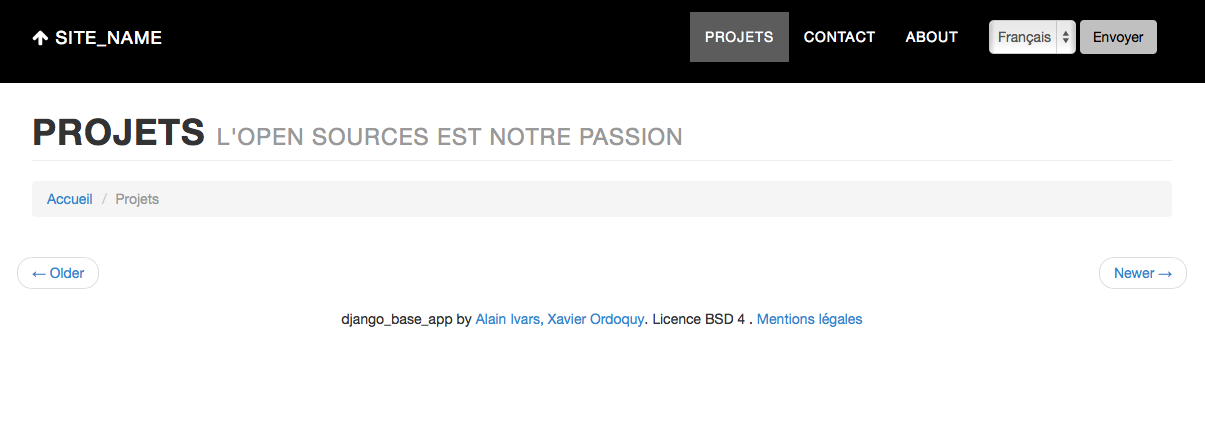 SITE_NAME PROJETS CONTACT ABOUT Français Envoyer
PROJETS L'OPEN SOURCES EST NOTRE PASSION
Accueil / Projets
← Older Newer →
django_base_app by Alain Ivars, Xavier Ordoquy. Licence BSD 4 . Mentions légales